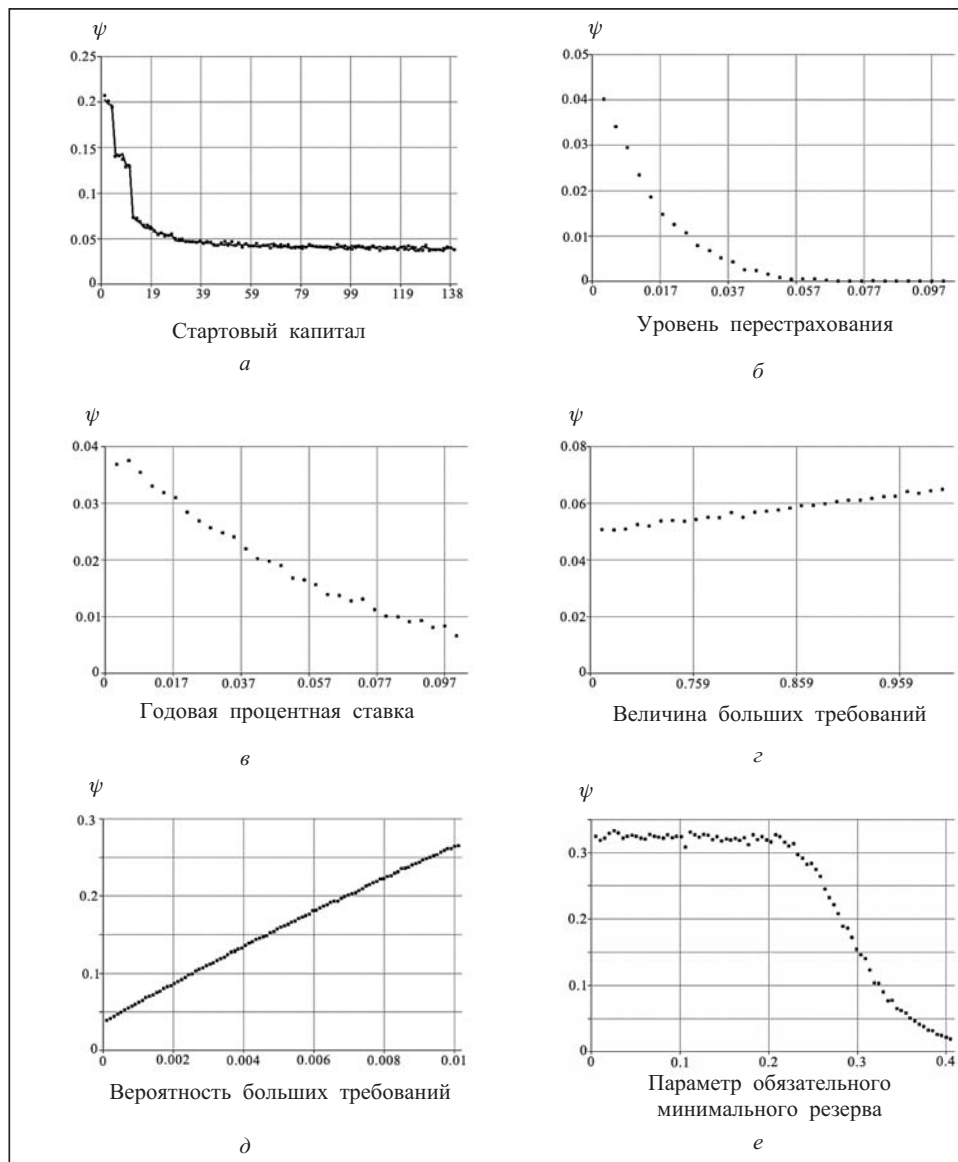 ψ
0.25
0.2
0.15
0.1
0.05
0
0 19 39 59 79 99 119 138
Стартовый капитал
а
ψ
0.05
0.04
0.03
0.02
0.01
0
0 0.017 0.037 0.057 0.077 0.097
Уровень перестрахования
б
ψ
0.04
0.03
0.02
0.01
0
0 0.017 0.037 0.057 0.077 0.097
Годовая процентная ставка
в
ψ
0.08
0.06
0.04
0.02
0
0 0.759 0.859 0.959
Величина больших требований
г
ψ
0.3
0.2
0.1
0
0 0.002 0.004 0.006 0.008 0.01
Вероятность больших требований
д
ψ
0.3
0.2
0.1
0
0 0.1 0.2 0.3 0.4
Параметр обязательного
минимального резерва
е